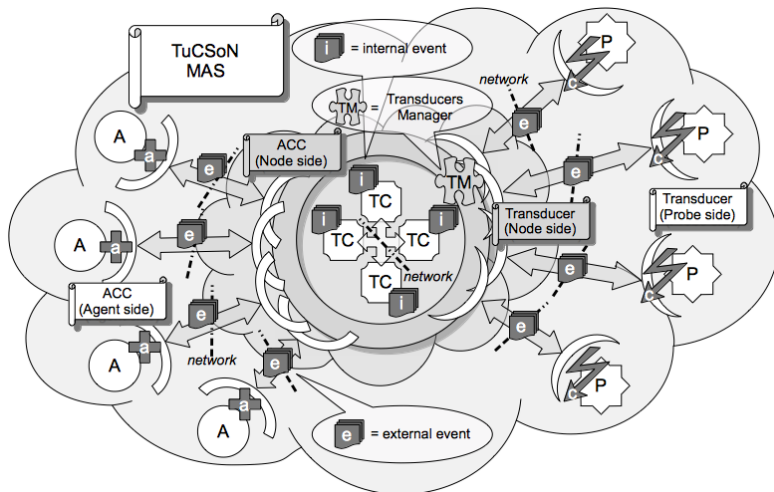 TuCSoN
MAS
i = internal event
P
c
network
TM = Transducers
Manager
e
A
a
ACC
(Node side)
e
P
c
e
i
TC
TM
i
TC
TC
i
Transducer
(Node side)
Transducer
(Probe side)
A
a
e
network
TC
i
e
P
c
ACC
(Agent side)
e
e
A
a
network
e
P
c
A
a
e = external event